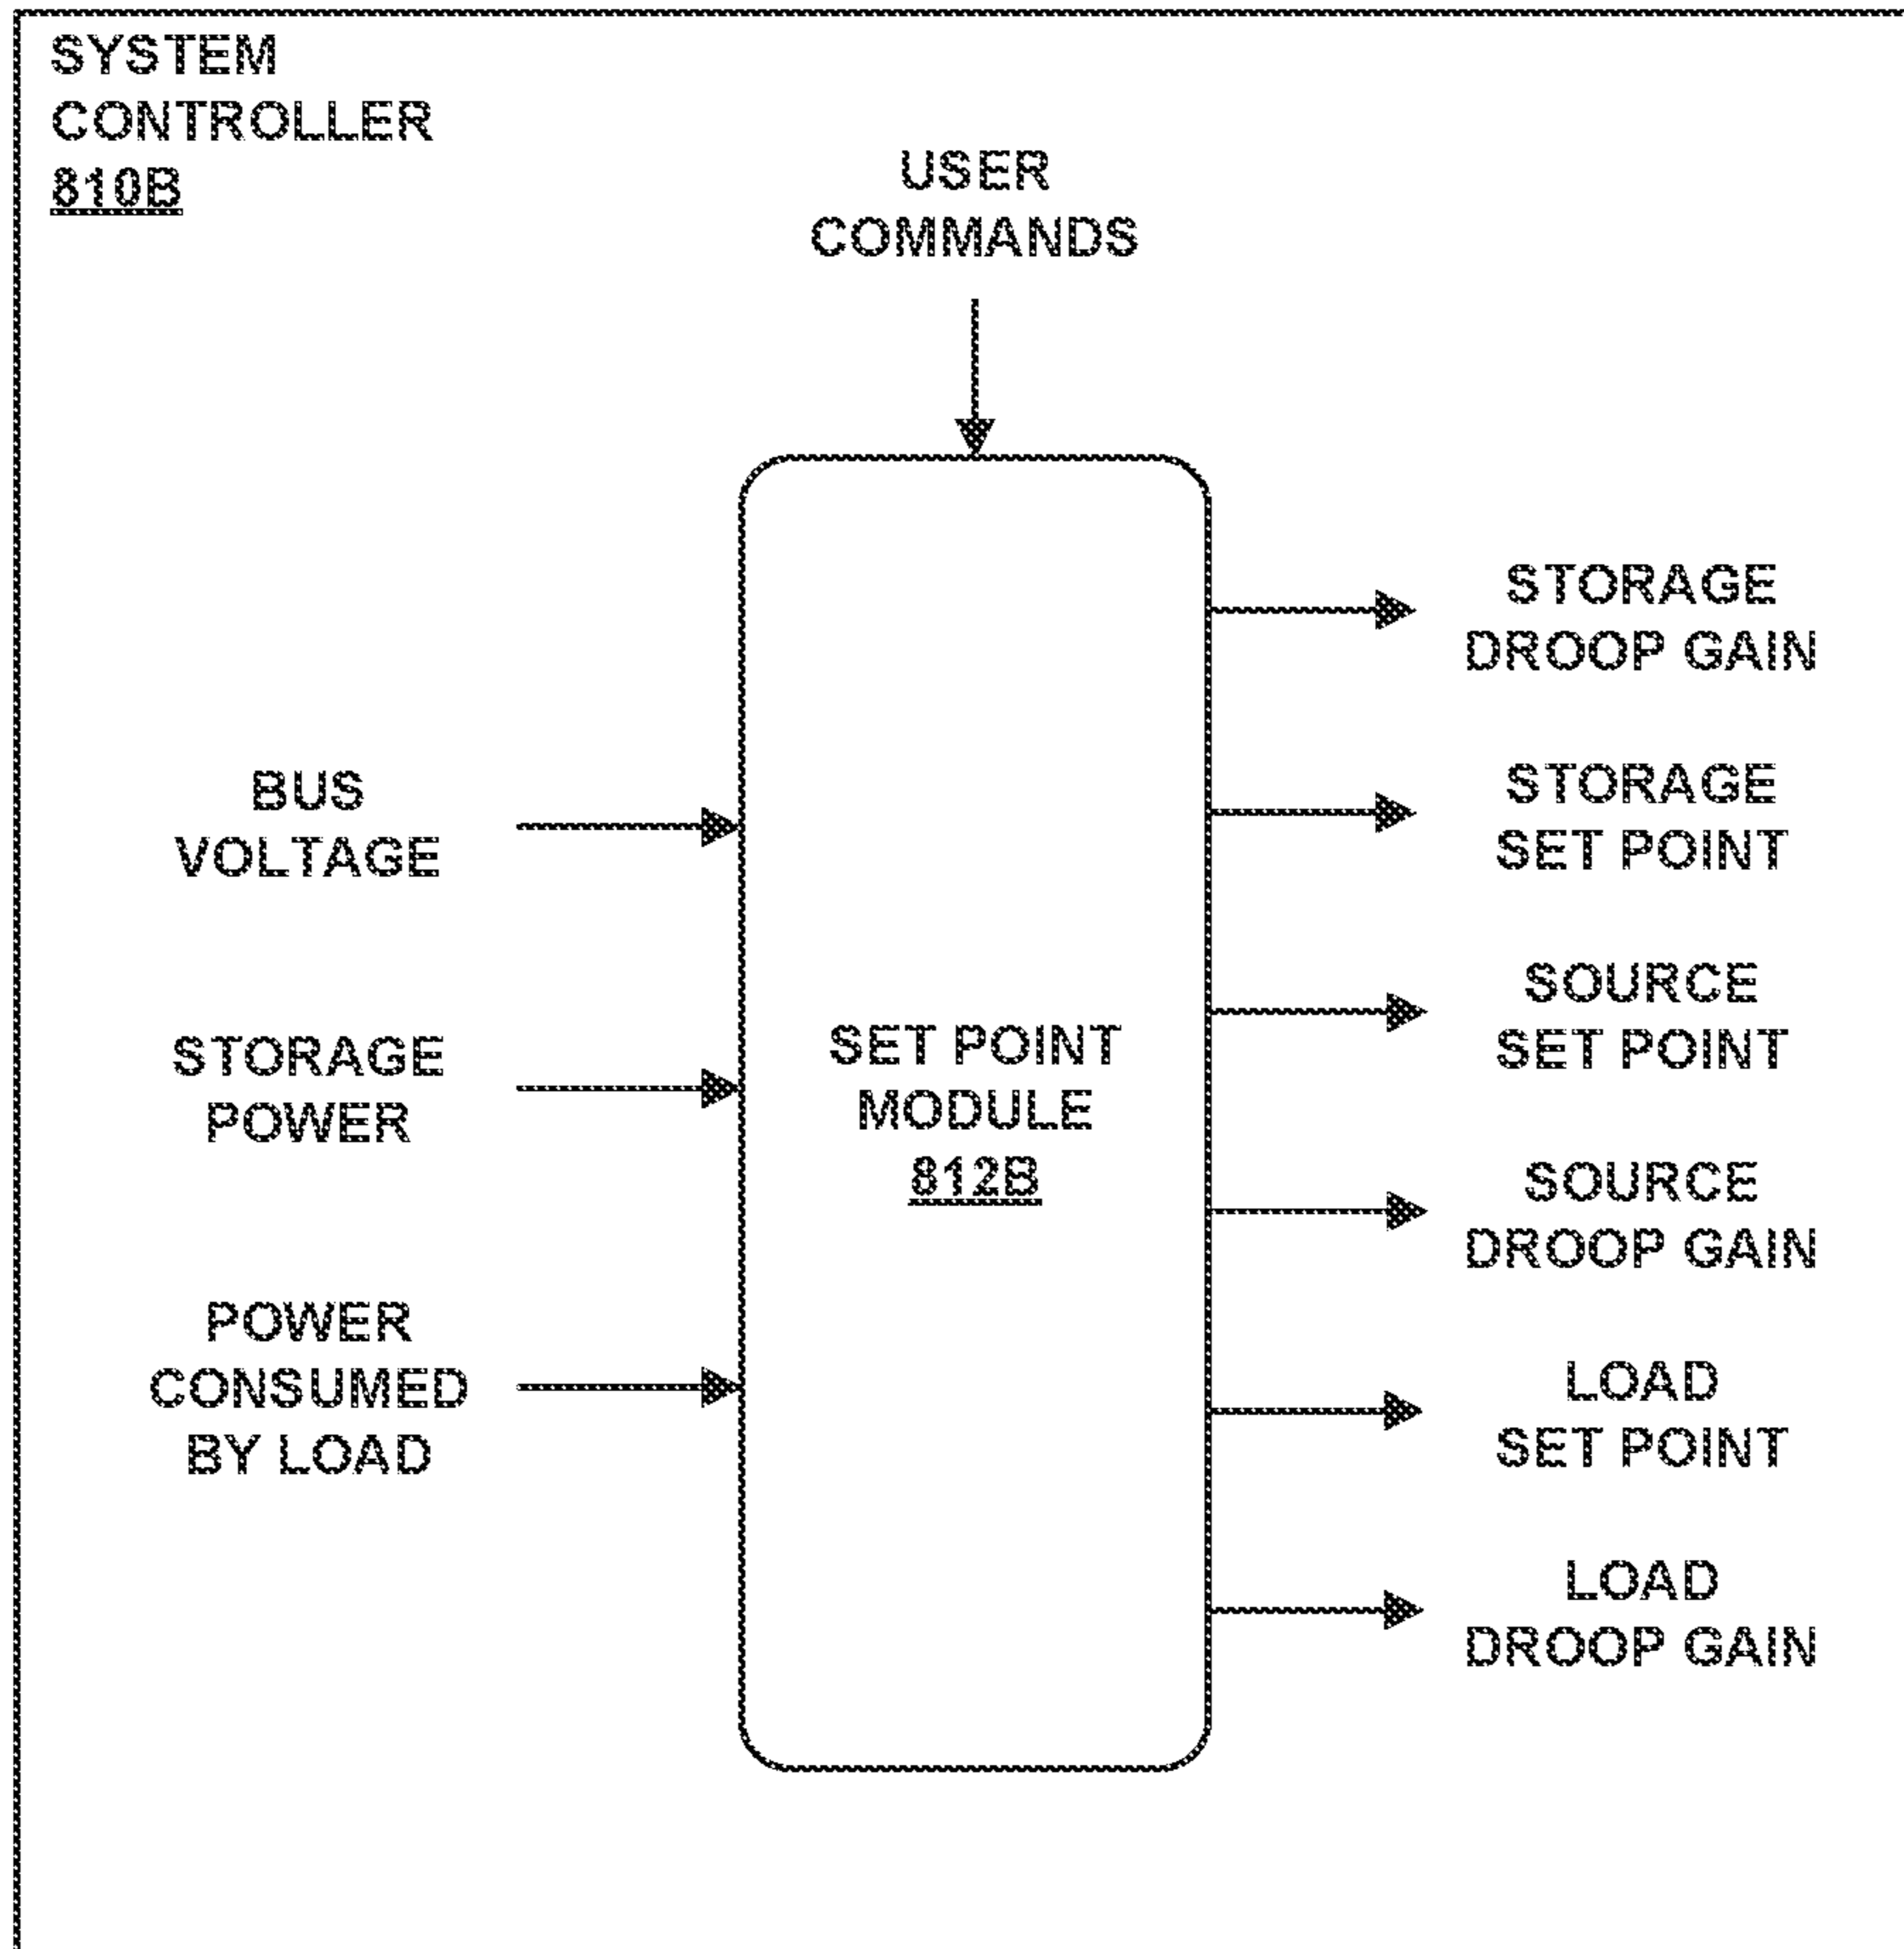 SYSTEM
CONTROLLER
810B
USER
COMMANDS
BUS
VOLTAGE
STORAGE
POWER
POWER
CONSUMED
BY LOAD
SET POINT
MODULE
812B
STORAGE
DROOP GAIN
STORAGE
SET POINT
SOURCE
SET POINT
SOURCE
DROOP GAIN
LOAD
SET POINT
LOAD
DROOP GAIN